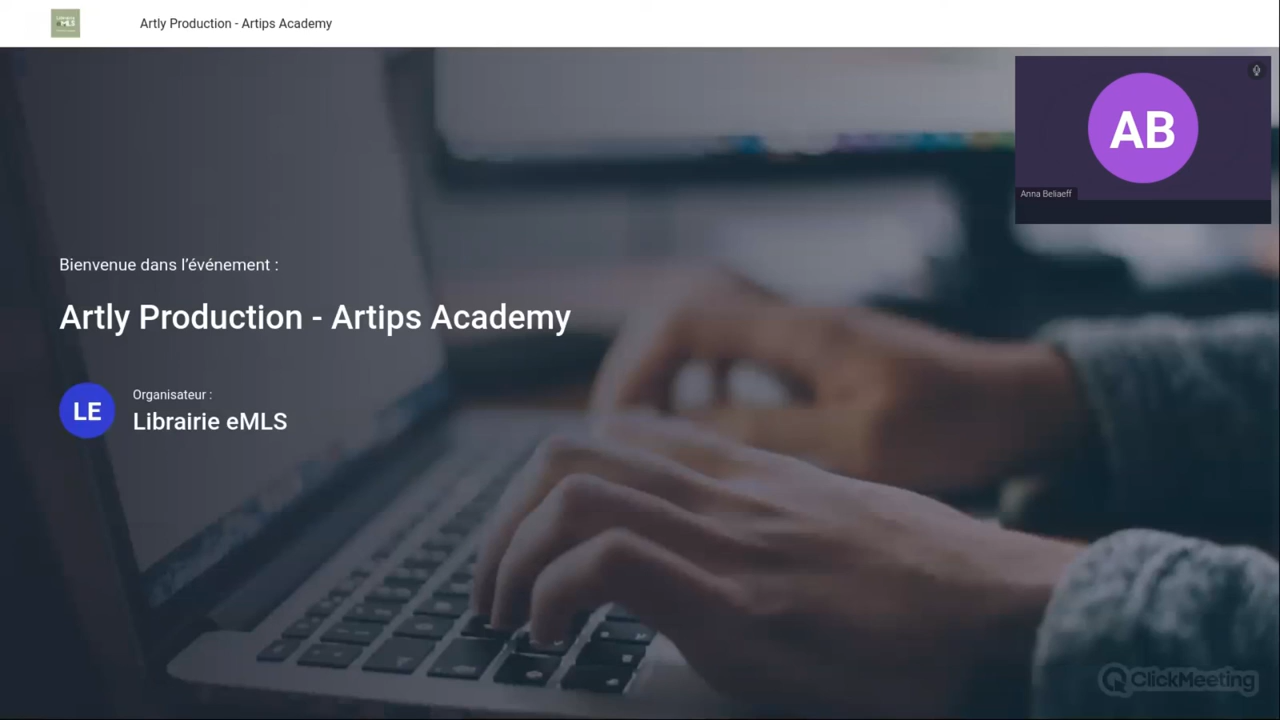 Artly Production - Artips Academy
AB
Anna Beliaeff
Bienvenue dans l’événement :
Artly Production - Artips Academy
LE
Organisateur :
Librairie eMLS
ClickMeeting